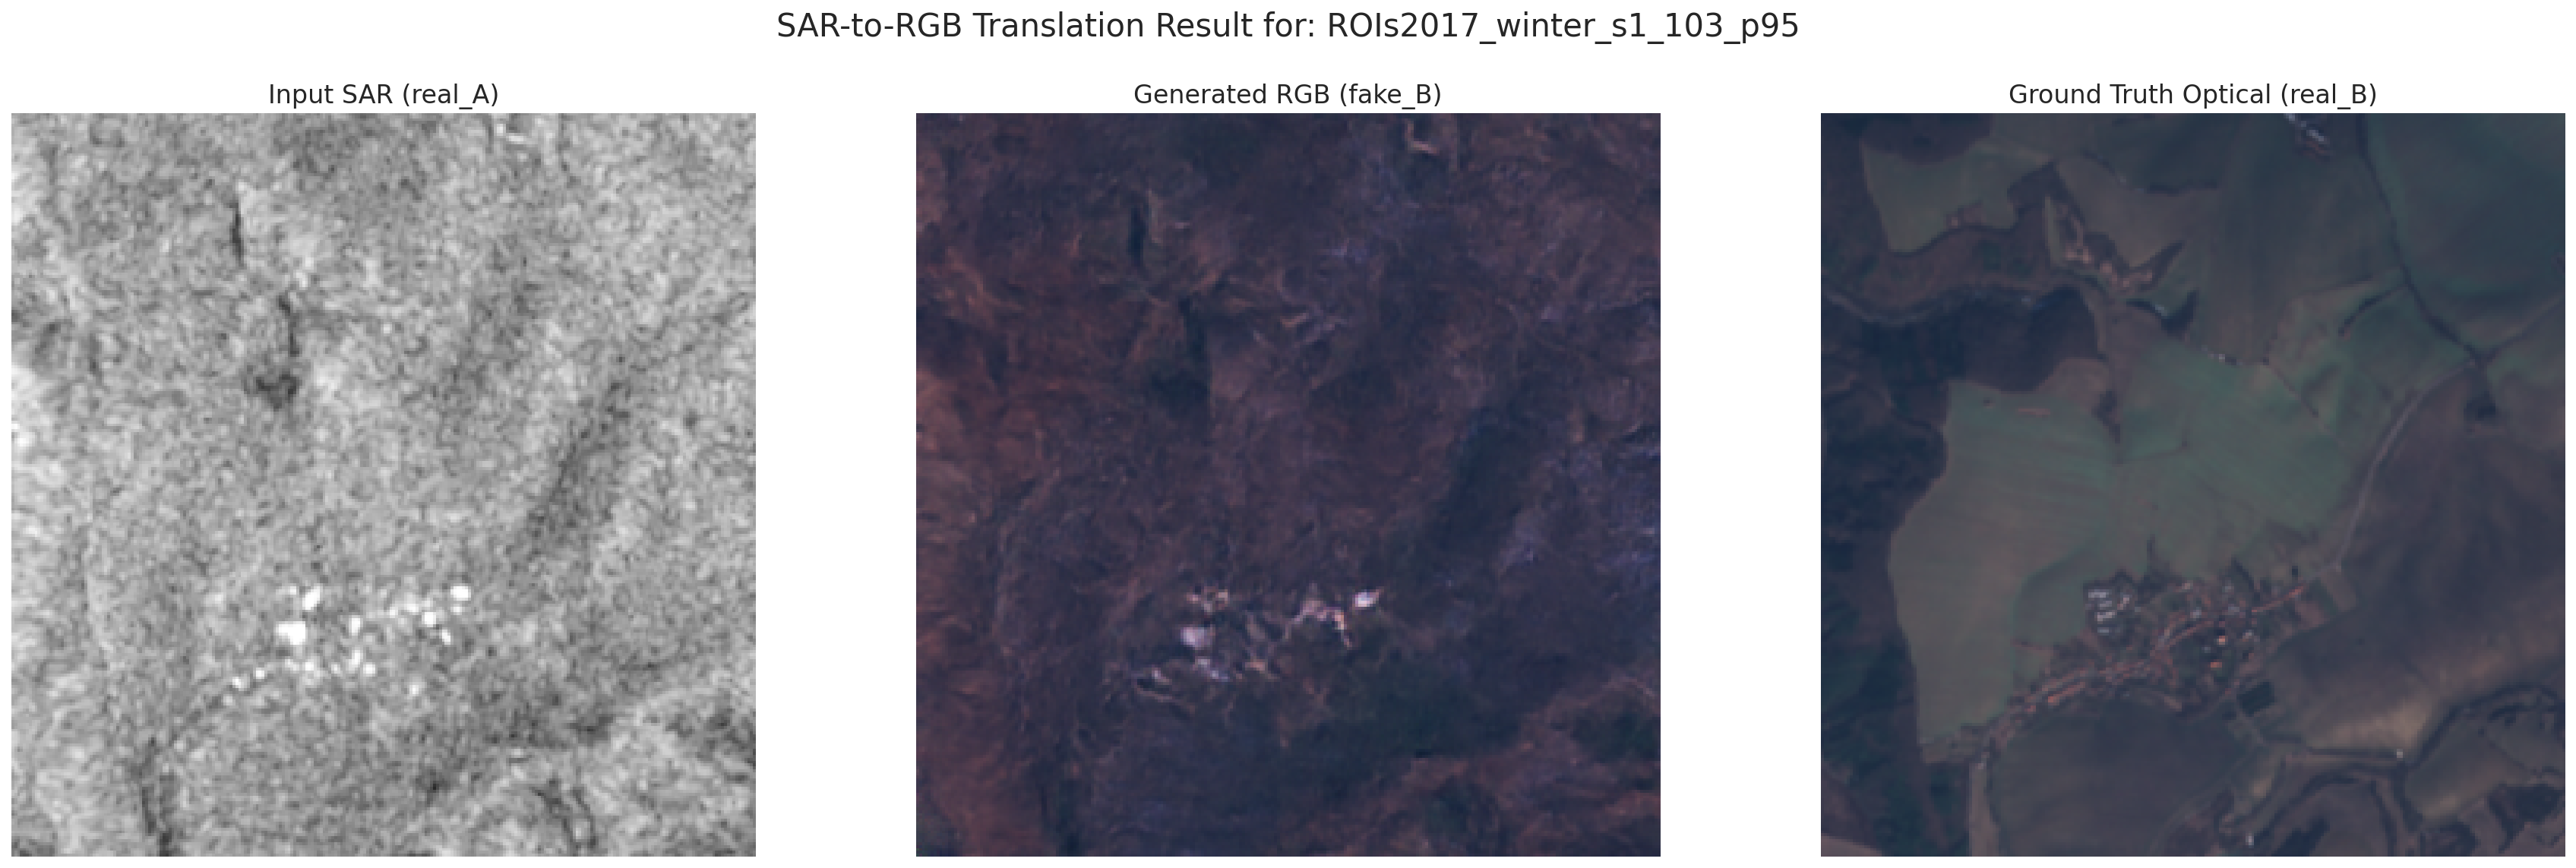 SAR-to-RGB Translation Result for: ROIs2017_winter_s1_103_p95
Input SAR (real_A)
Generated RGB (fake_B)
Ground Truth Optical (real_B)